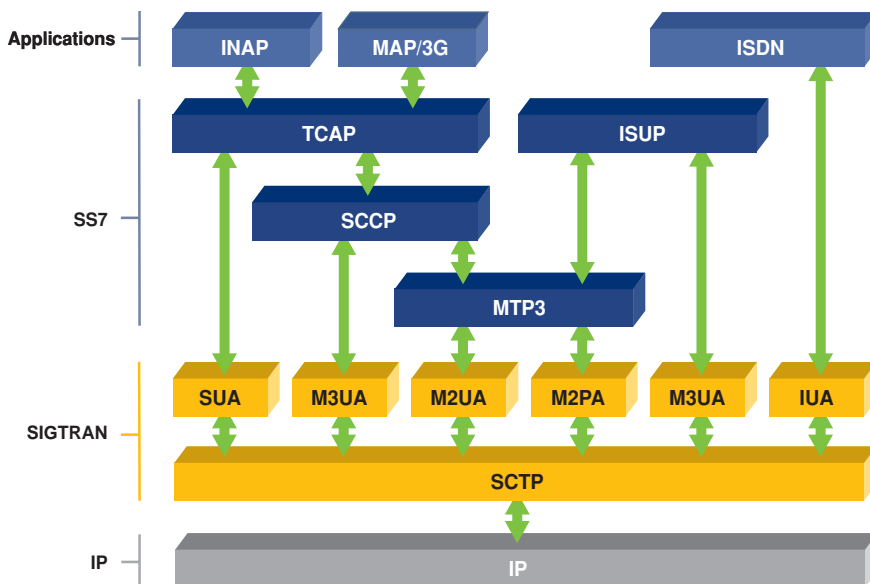 Applications
INAP
MAP/3G
ISDN
TCAP
ISUP
SS7
SCCP
MTP3
SUA
M3UA
M2UA
M2PA
M3UA
IUA
SIGTRAN
SCTP
IP
IP